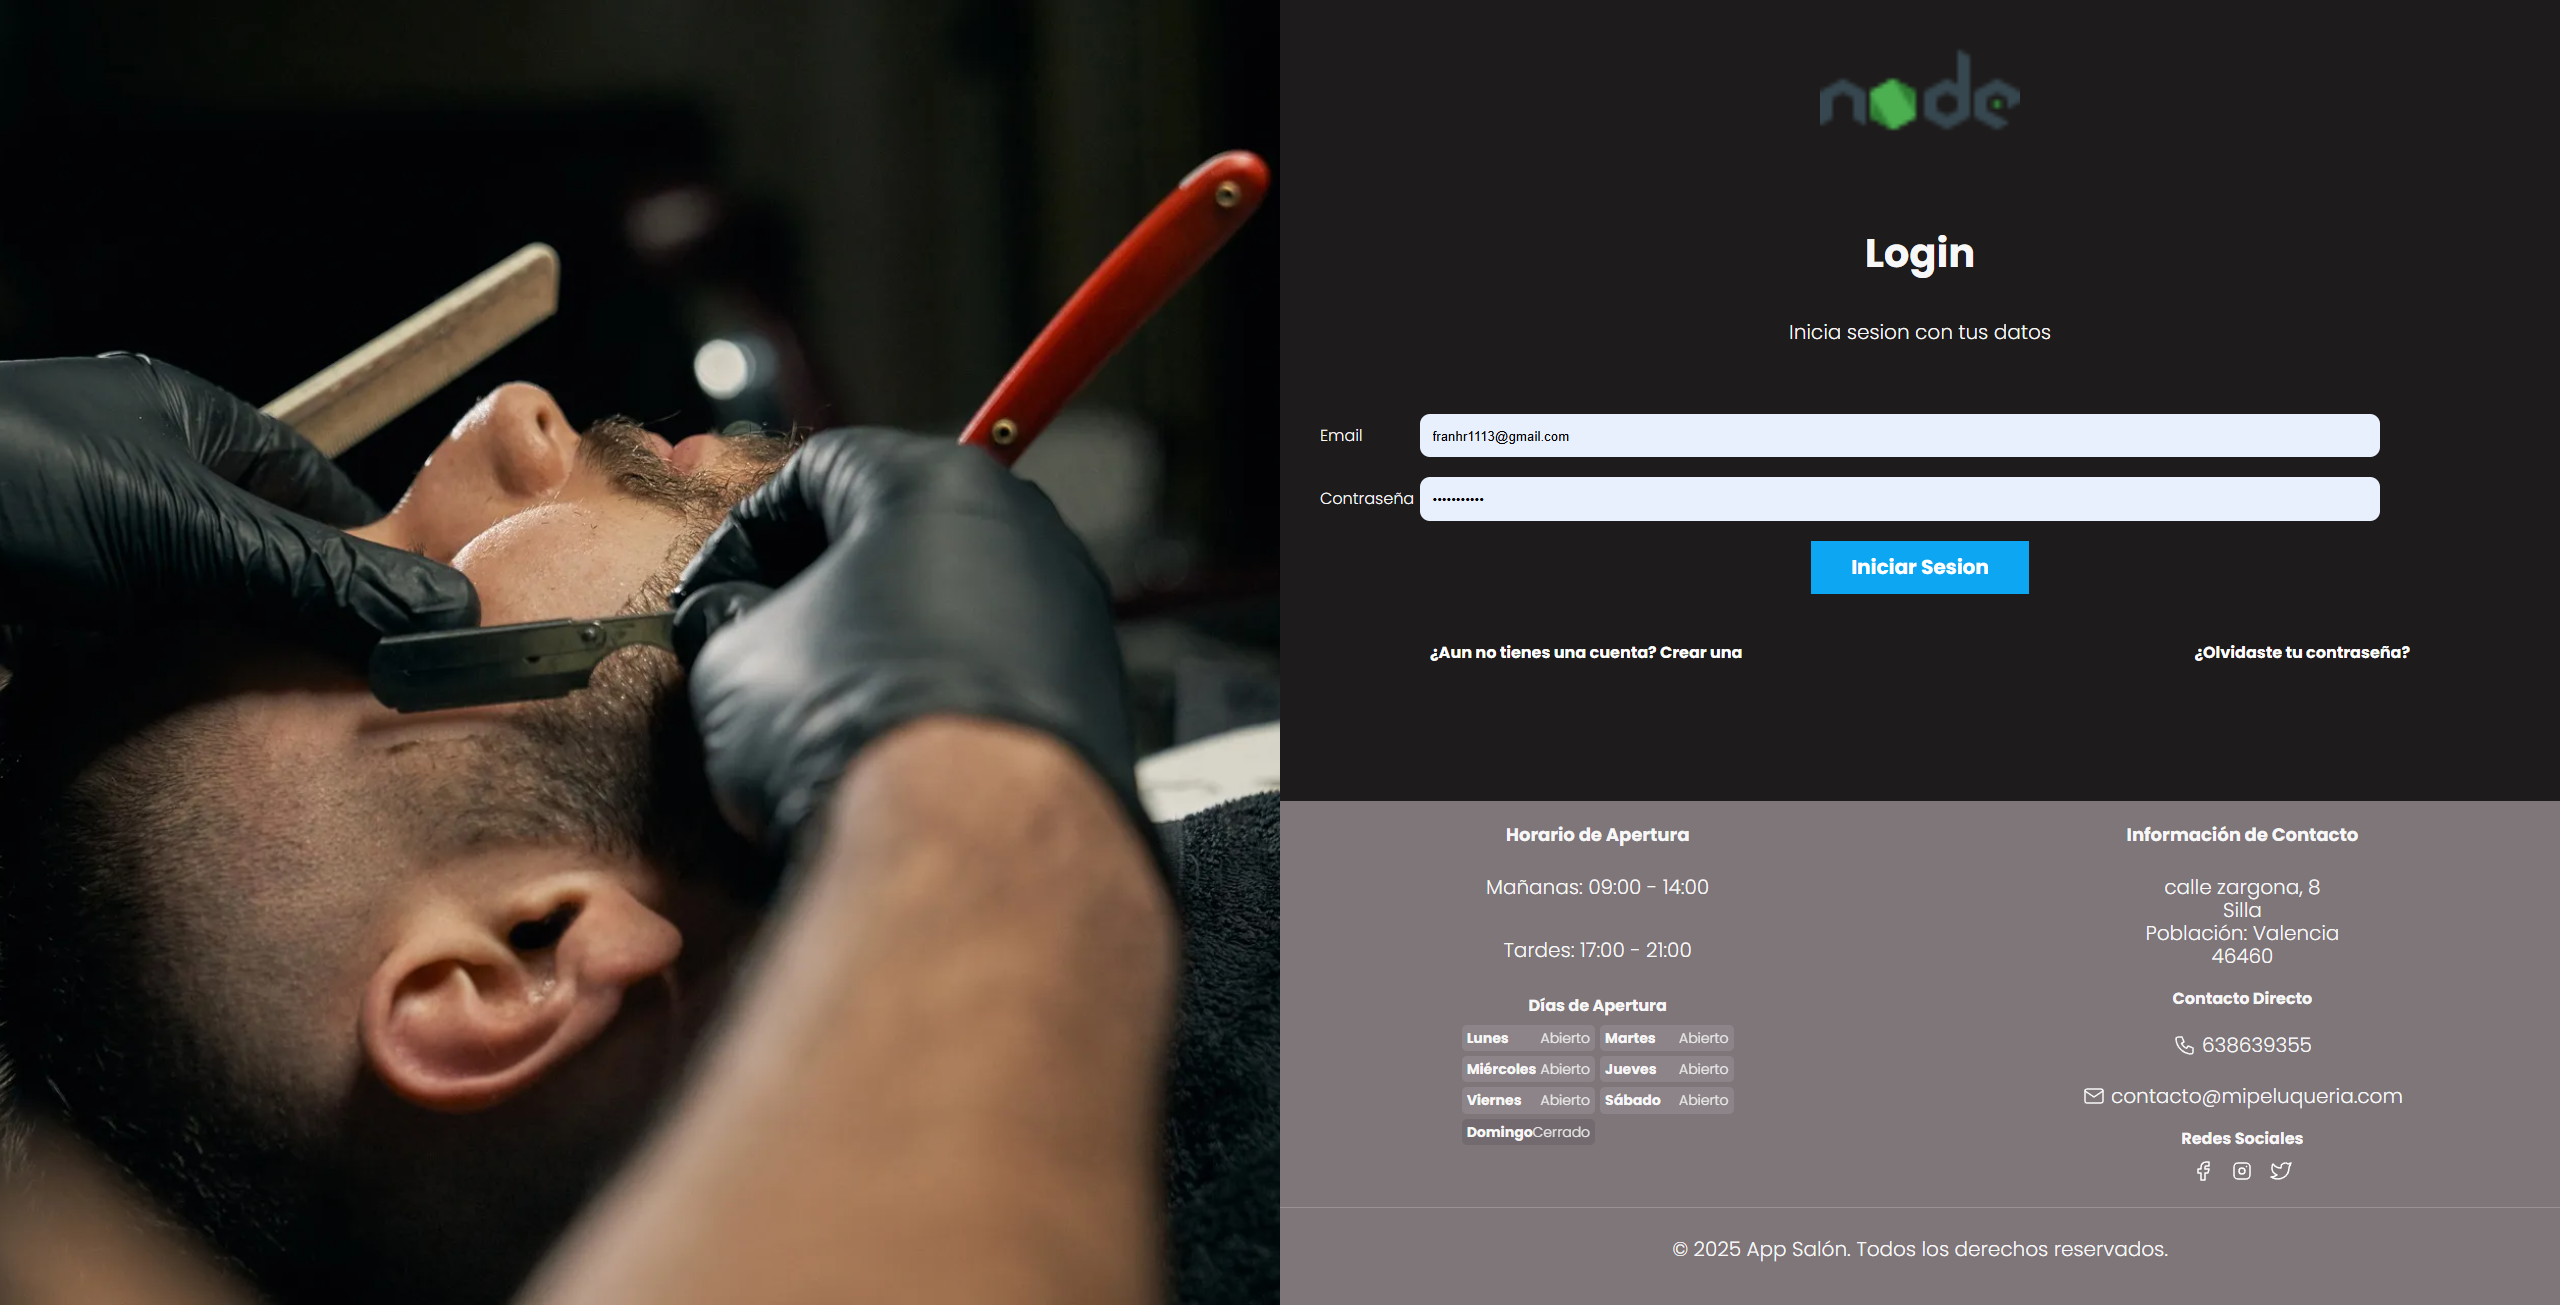 node
Login
Inicia sesion con tus datos
Email franhr1113@gmail.com
Contraseña •••••••••••
Iniciar Sesion
¿Aun no tienes una cuenta? Crear una
¿Olvidaste tu contraseña?
Horario de Apertura
Mañanas: 09:00 - 14:00
Tardes: 17:00 - 21:00
Días de Apertura
Lunes Abierto Martes Abierto
Miércoles Abierto Jueves Abierto
Viernes Abierto Sábado Abierto
Domingo Cerrado
Información de Contacto
calle zargona, 8
Silla
Población: Valencia
46460
Contacto Directo
638639355
contacto@mipeluqueria.com
Redes Sociales
© 2025 App Salón. Todos los derechos reservados.